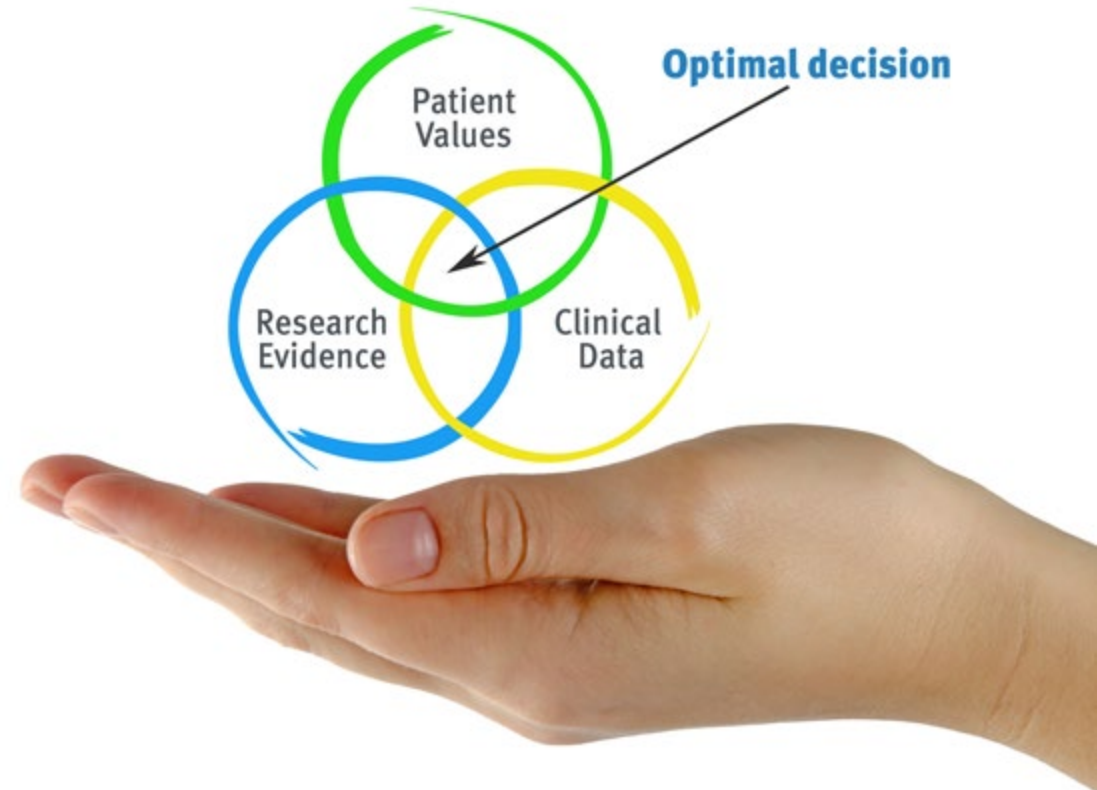 Optimal decision
Patient
Values
Research
Evidence
Clinical
Data